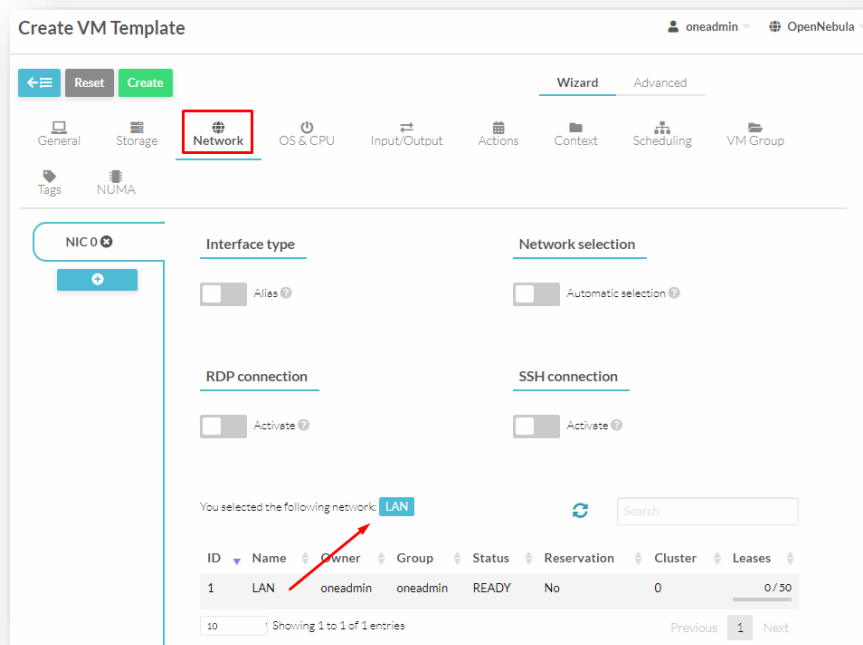 Create VM Template
oneadmin
OpenNebula
Reset
Create
Wizard
Advanced
General
Storage
Network
OS & CPU
Input/Output
Actions
Context
Scheduling
VM Group
Tags
NUMA
NIC 0
Interface type
Network selection
Alias
Automatic selection
RDP connection
SSH connection
Activate
Activate
You selected the following network: LAN
Search
ID Name Owner Group Status Reservation Cluster Leases
1 LAN oneadmin oneadmin READY No 0 0 / 50
10 Showing 1 to 1 of 1 entries
Previous 1 Next